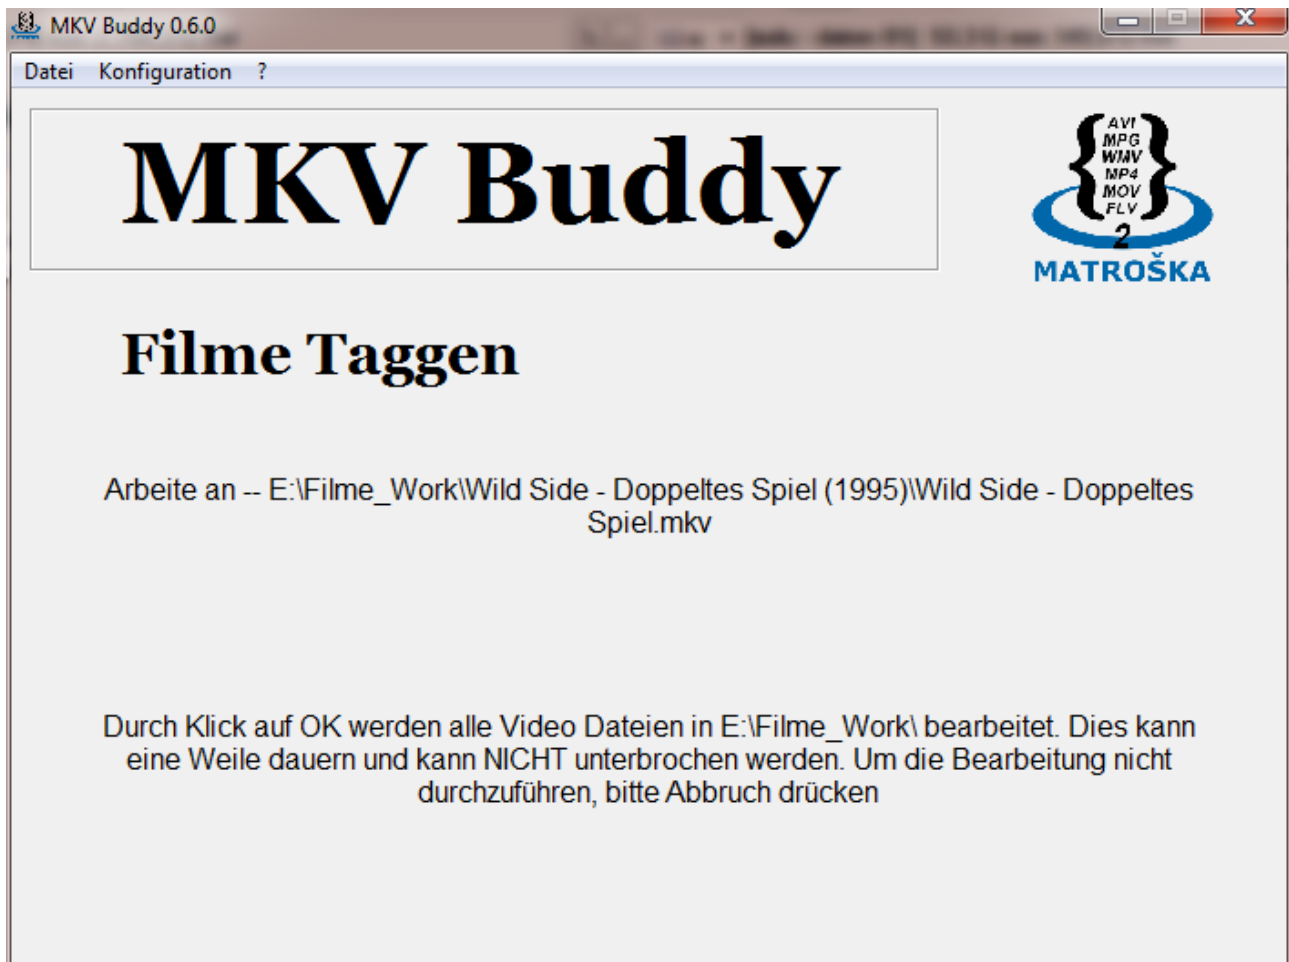 MKV Buddy 0.6.0
Datei Konfiguration ?
MKV Buddy
AVI
MPG
WMV
MP4
MOV
FLV
2
MATROŠKA
Filme Taggen
Arbeite an -- E:\Filme_Work\Wild Side - Doppeltes Spiel (1995)\Wild Side - Doppeltes
Spiel.mkv
Durch Klick auf OK werden alle Video Dateien in E:\Filme_Work\ bearbeitet. Dies kann
eine Weile dauern und kann NICHT unterbrochen werden. Um die Bearbeitung nicht
durchzuführen, bitte Abbruch drücken